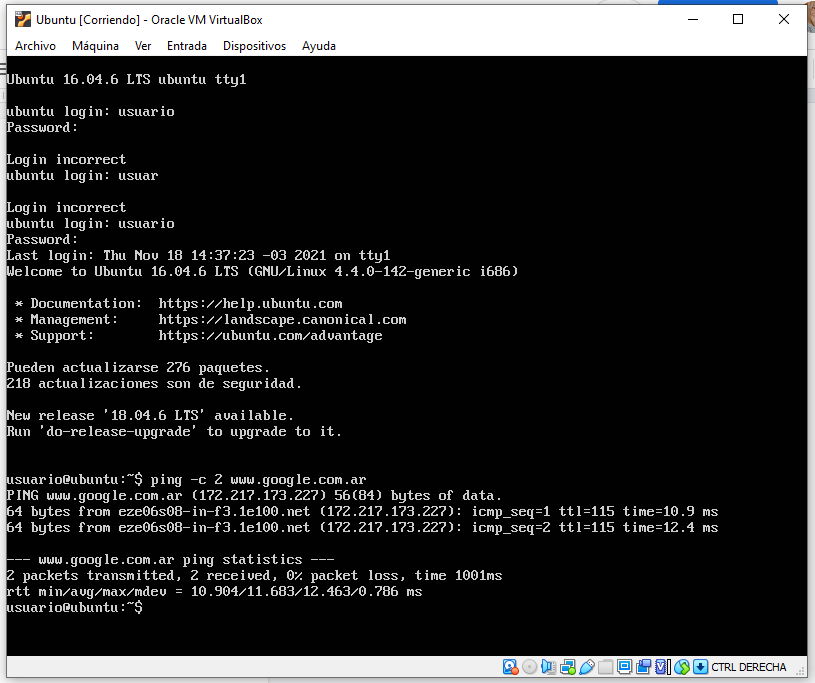 Ubuntu [Corriendo] - Oracle VM VirtualBox
Archivo Máquina Ver Entrada Dispositivos Ayuda
Ubuntu 16.04.6 LTS ubuntu tty1
ubuntu login: usuario
Password:
Login incorrect
ubuntu login: usuar
Login incorrect
ubuntu login: usuario
Password:
Last login: Thu Nov 18 14:37:23 -03 2021 on tty1
Welcome to Ubuntu 16.04.6 LTS (GNU/Linux 4.4.0-142-generic i686)
* Documentation:  https://help.ubuntu.com
* Management:     https://landscape.canonical.com
* Support:        https://ubuntu.com/advantage
Pueden actualizarse 276 paquetes.
218 actualizaciones son de seguridad.
New release '18.04.6 LTS' available.
Run 'do-release-upgrade' to upgrade to it.
usuario@ubuntu:~$ ping -c 2 www.google.com.ar
PING www.google.com.ar (172.217.173.227) 56(84) bytes of data.
64 bytes from eze06s08-in-f3.1e100.net (172.217.173.227): icmp_seq=1 ttl=115 time=10.9 ms
64 bytes from eze06s08-in-f3.1e100.net (172.217.173.227): icmp_seq=2 ttl=115 time=12.4 ms
--- www.google.com.ar ping statistics ---
2 packets transmitted, 2 received, 0% packet loss, time 1001ms
rtt min/avg/max/mdev = 10.904/11.683/12.463/0.786 ms
usuario@ubuntu:~$
CTRL DERECHA